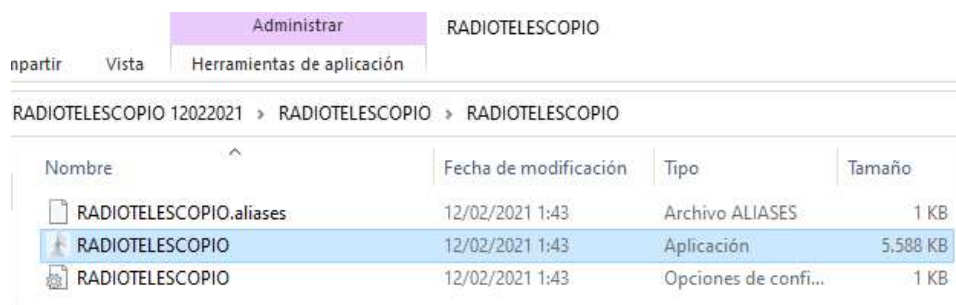 Administrar RADIOTELESCOPIO
npartir Vista Herramientas de aplicación
RADIOTELESCOPIO 12022021 > RADIOTELESCOPIO > RADIOTELESCOPIO
Nombre Fecha de modificación Tipo Tamaño
RADIOTELESCOPIO.aliases 12/02/2021 1:43 Archivo ALIASES 1 KB
RADIOTELESCOPIO 12/02/2021 1:43 Aplicación 5.588 KB
RADIOTELESCOPIO 12/02/2021 1:43 Opciones de confi... 1 KB